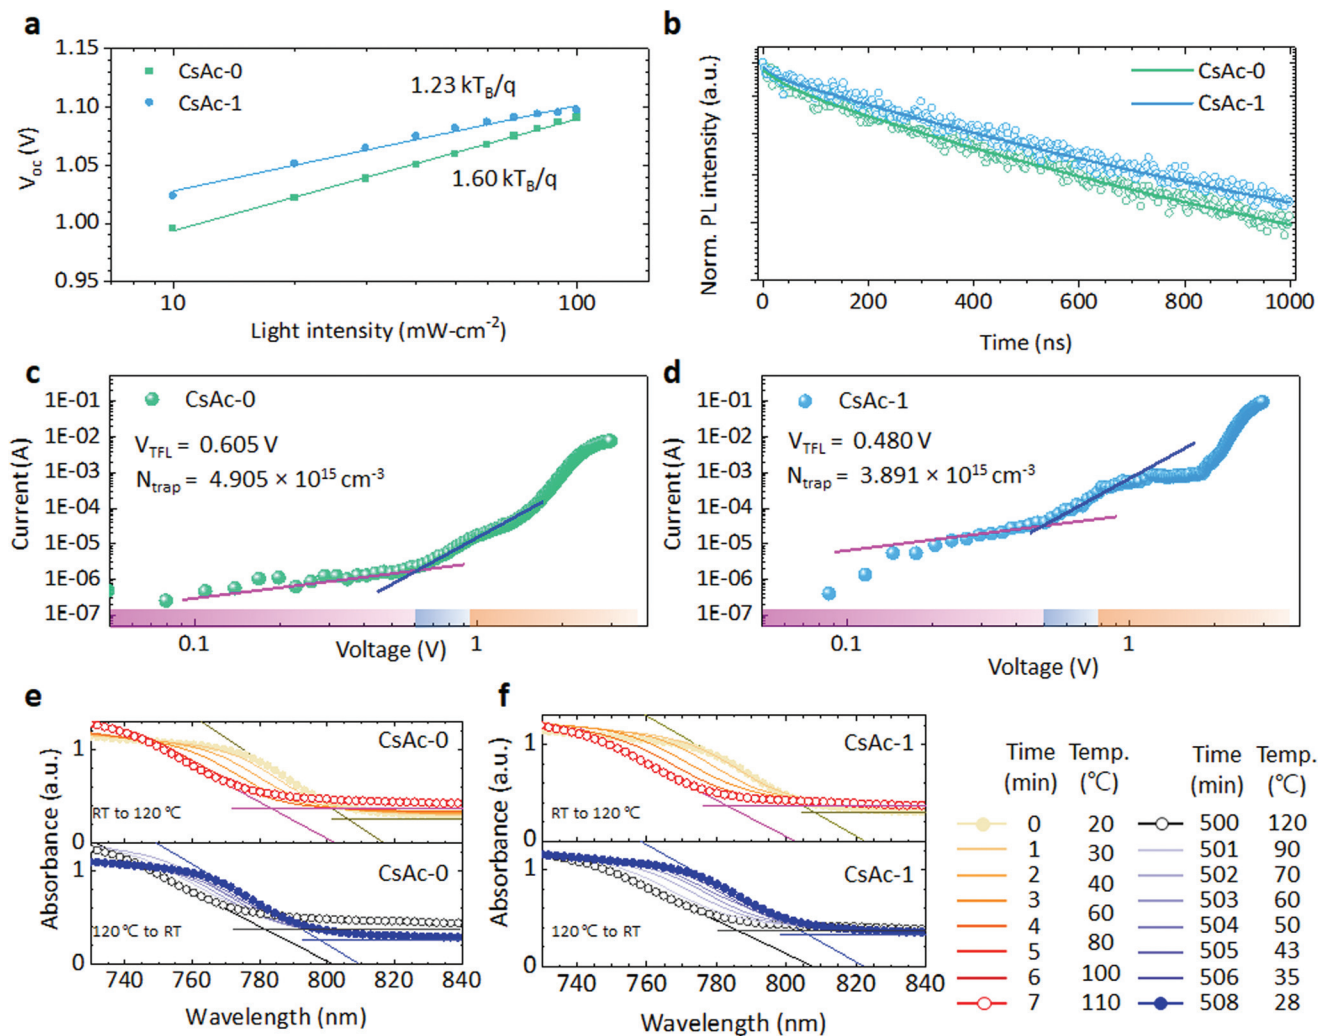 a
1.15
1.10
1.05
1.00
0.95
V_oc (V)
CsAc-0
CsAc-1
1.23 kT_B/q
1.60 kT_B/q
10
100
Light intensity (mW-cm⁻²)
b
Norm. PL intensity (a.u.)
CsAc-0
CsAc-1
0
200
400
600
800
1000
Time (ns)
c
1E-01
1E-02
1E-03
1E-04
1E-05
1E-06
1E-07
Current (A)
CsAc-0
V_TFL = 0.605 V
N_trap = 4.905 × 10¹⁵ cm⁻³
0.1
1
Voltage (V)
d
1E-01
1E-02
1E-03
1E-04
1E-05
1E-06
1E-07
Current (A)
CsAc-1
V_TFL = 0.480 V
N_trap = 3.891 × 10¹⁵ cm⁻³
0.1
1
Voltage (V)
e
Absorbance (a.u.)
1
0
CsAc-0
RT to 120 ℃
1
0
CsAc-0
120 ℃ to RT
740
760
780
800
820
840
Wavelength (nm)
f
Absorbance (a.u.)
1
0
CsAc-1
RT to 120 ℃
1
0
CsAc-1
120 ℃ to RT
740
760
780
800
820
840
Wavelength (nm)
Time Temp. Time Temp.
(min) (℃) (min) (℃)
0 20 500 120
1 30 501 90
2 40 502 70
3 60 503 60
4 80 504 50
5 100 505 43
6 110 506 35
7 508 28